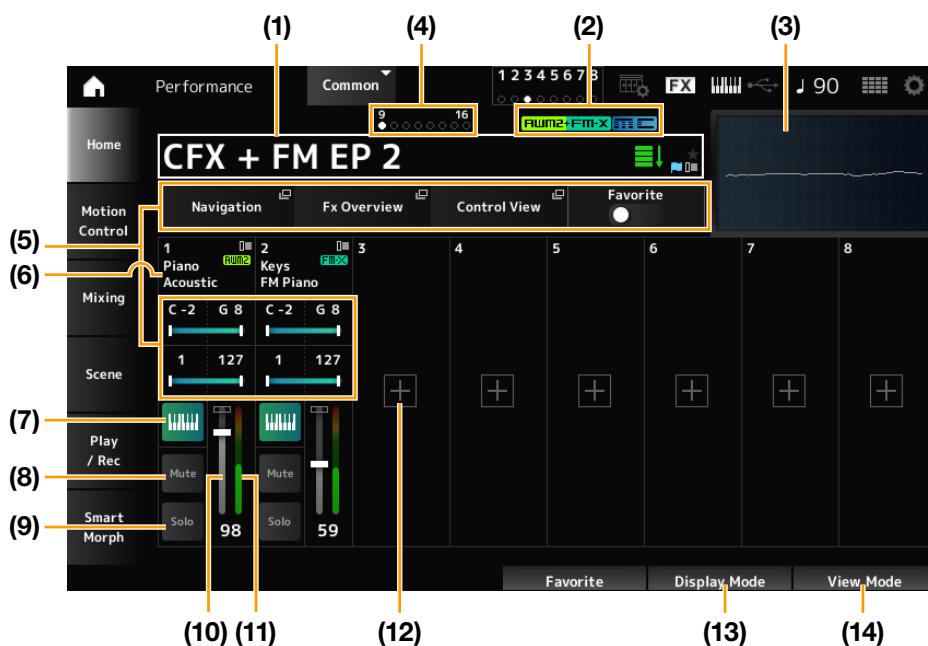 (1) (4) (2) (3)
Performance Common 1 2 3 4 5 6 7 8 FX 90
9 16 AWM2+FM-X MC
Home
CFX + FM EP 2
Navigation Fx Overview Control View Favorite
Motion
Control
(5)
(6)
1 2 3 4 5 6 7 8
Piano AWM2 Keys FM-X
Acoustic FM Piano
Mixing
C -2 G 8 C -2 G 8
1 127 1 127
Scene
(7)
Play
/ Rec
(8) Mute Mute
(9) Solo 98 Solo 59
Smart
Morph
Favorite Display Mode View Mode
(10) (11) (12) (13) (14)